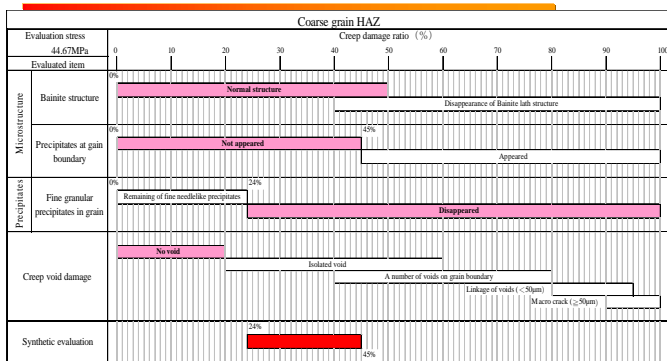 Coarse grain HAZ
Evaluation stress
44.67MPa
Creep damage ratio (%)
0 10 20 30 40 50 60 70 80 90 100
Evaluated item
Microstructure
Bainite structure
0%
Normal structure
Disappearance of Bainite lath structure
Precipitates at gain
boundary
0%
45%
Not appeared
Appeared
Precipitates
Fine granular
precipitates in grain
0%
24%
Remaining of fine needlelike precipitates
Disappeared
Creep void damage
No void
Isolated void
A number of voids on grain boundary
Linkage of voids (<50μm)
Macro crack (≧50μm)
Synthetic evaluation
24%
45%